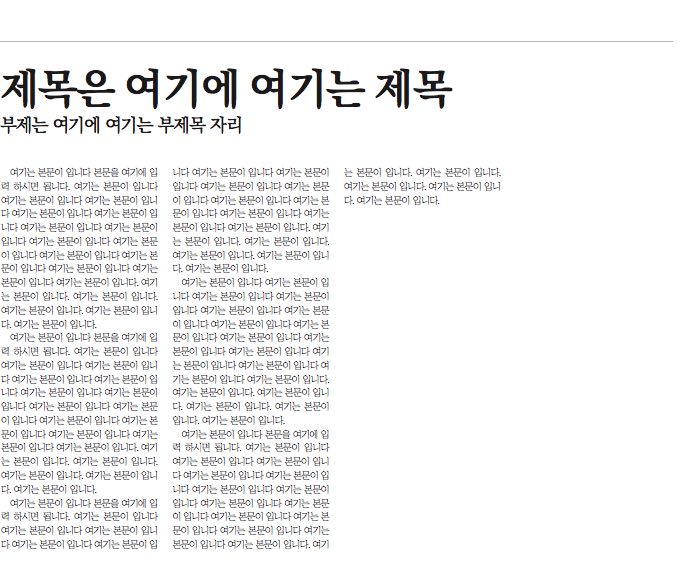 제목은 여기에 여기는 제목
부제는 여기에 여기는 부제목 자리
여기는 본문이 입니다 본문을 여기에 입
력 하시면 됩니다. 여기는 본문이 입니다
여기는 본문이 입니다 여기는 본문이 입니
다 여기는 본문이 입니다 여기는 본문이 입
니다 여기는 본문이 입니다 여기는 본문이
입니다 여기는 본문이 입니다 여기는 본문
이 입니다 여기는 본문이 입니다 여기는 본
문이 입니다 여기는 본문이 입니다 여기는
본문이 입니다 여기는 본문이 입니다. 여기
는 본문이 입니다. 여기는 본문이 입니다.
여기는 본문이 입니다. 여기는 본문이 입니
다. 여기는 본문이 입니다.
여기는 본문이 입니다 본문을 여기에 입
력 하시면 됩니다. 여기는 본문이 입니다
여기는 본문이 입니다 여기는 본문이 입니
다 여기는 본문이 입니다 여기는 본문이 입
니다 여기는 본문이 입니다 여기는 본문이
입니다 여기는 본문이 입니다 여기는 본문
이 입니다 여기는 본문이 입니다 여기는 본
문이 입니다 여기는 본문이 입니다 여기는
본문이 입니다 여기는 본문이 입니다. 여기
는 본문이 입니다. 여기는 본문이 입니다.
여기는 본문이 입니다. 여기는 본문이 입니
다. 여기는 본문이 입니다.
여기는 본문이 입니다 본문을 여기에 입
력 하시면 됩니다. 여기는 본문이 입니다
여기는 본문이 입니다 여기는 본문이 입니
다 여기는 본문이 입니다 여기는 본문이 입
니다 여기는 본문이 입니다 여기는 본문이
입니다 여기는 본문이 입니다 여기는 본문
이 입니다 여기는 본문이 입니다 여기는 본
문이 입니다 여기는 본문이 입니다 여기는
본문이 입니다 여기는 본문이 입니다. 여기
는 본문이 입니다. 여기는 본문이 입니다.
여기는 본문이 입니다. 여기는 본문이 입니
다. 여기는 본문이 입니다.
여기는 본문이 입니다 여기는 본문이 입
니다 여기는 본문이 입니다 여기는 본문이
입니다 여기는 본문이 입니다 여기는 본문
이 입니다 여기는 본문이 입니다 여기는 본
문이 입니다 여기는 본문이 입니다 여기는
본문이 입니다 여기는 본문이 입니다 여기
는 본문이 입니다 여기는 본문이 입니다 여
기는 본문이 입니다 여기는 본문이 입니다.
여기는 본문이 입니다. 여기는 본문이 입니
다. 여기는 본문이 입니다. 여기는 본문이
입니다. 여기는 본문이 입니다.
여기는 본문이 입니다 본문을 여기에 입
력 하시면 됩니다. 여기는 본문이 입니다
여기는 본문이 입니다 여기는 본문이 입니
다 여기는 본문이 입니다 여기는 본문이 입
니다 여기는 본문이 입니다 여기는 본문이
입니다 여기는 본문이 입니다 여기는 본문
이 입니다 여기는 본문이 입니다 여기는 본
문이 입니다 여기는 본문이 입니다 여기는
본문이 입니다 여기는 본문이 입니다. 여기
는 본문이 입니다. 여기는 본문이 입니다.
여기는 본문이 입니다. 여기는 본문이 입니
다. 여기는 본문이 입니다.